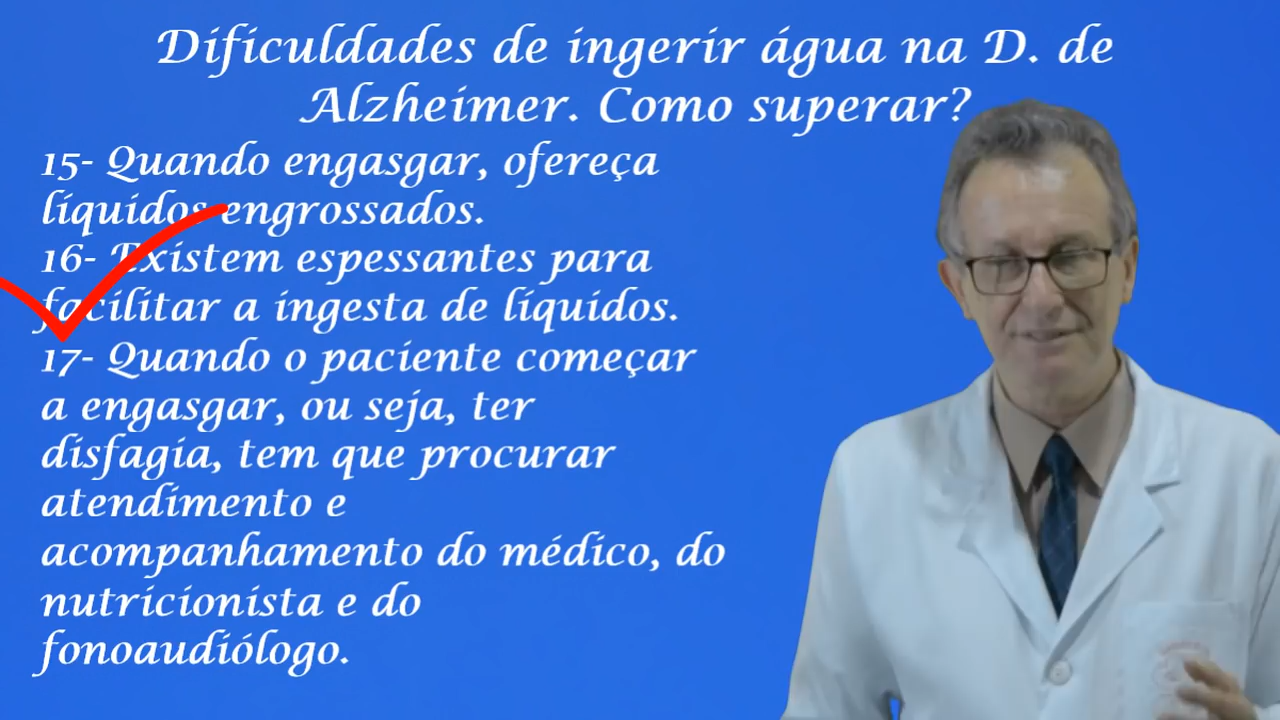 Dificuldades de ingerir água na D. de
Alzheimer. Como superar?
15- Quando engasgar, ofereça
líquidos engrossados.
16- Existem espessantes para
facilitar a ingesta de líquidos.
17- Quando o paciente começar
a engasgar, ou seja, ter
disfagia, tem que procurar
atendimento e
acompanhamento do médico, do
nutricionista e do
fonoaudiólogo.